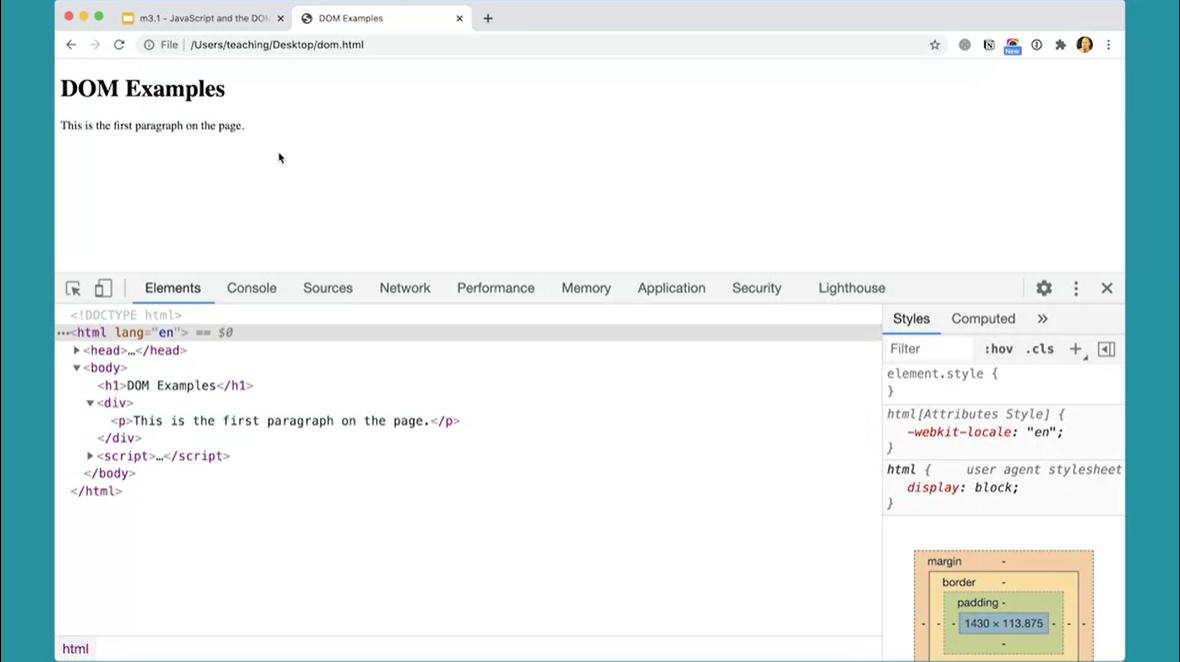 m3.1 - JavaScript and the DO
DOM Examples
File /Users/teaching/Desktop/dom.html
New
DOM Examples
This is the first paragraph on the page.
Elements Console Sources Network Performance Memory Application Security Lighthouse
<!DOCTYPE html>
…<html lang="en"> == $0
<head>…</head>
<body>
<h1>DOM Examples</h1>
<div>
<p>This is the first paragraph on the page.</p>
</div>
<script>…</script>
</body>
</html>
html
Styles Computed »
Filter :hov .cls +
element.style {
}
html[Attributes Style] {
-webkit-locale: "en";
}
html { user agent stylesheet
display: block;
}
margin -
border -
padding -
- - - 1430 × 113.875 - - -
-